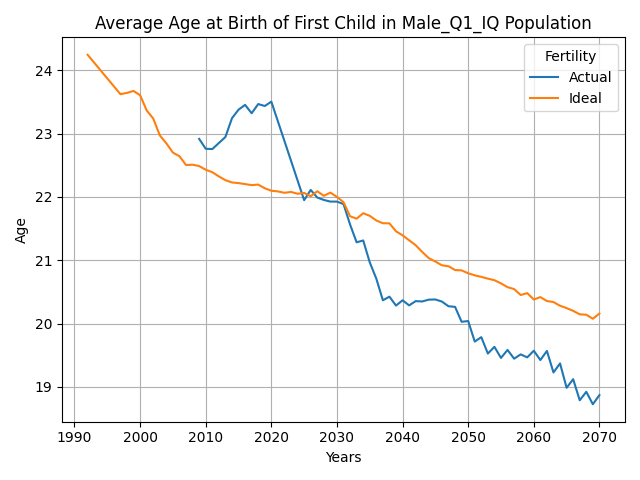 Average Age at Birth of First Child in Male_Q1_IQ Population
Fertility
Actual
Ideal
Age
24
23
22
21
20
19
1990 2000 2010 2020 2030 2040 2050 2060 2070
Years